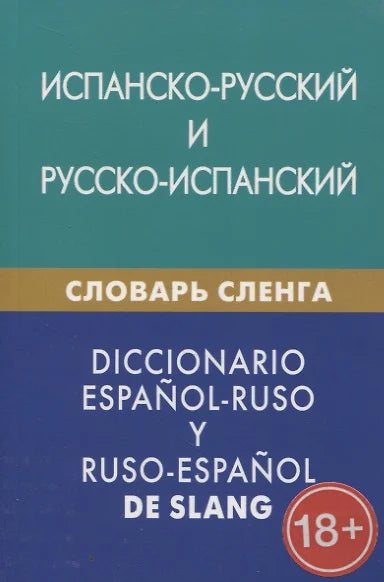 ИСПАНСКО-РУССКИЙ
И
РУССКО-ИСПАНСКИЙ
СЛОВАРЬ СЛЕНГА
DICCIONARIO
ESPAÑOL-RUSO
Y
RUSO-ESPAÑOL
DE SLANG
18+